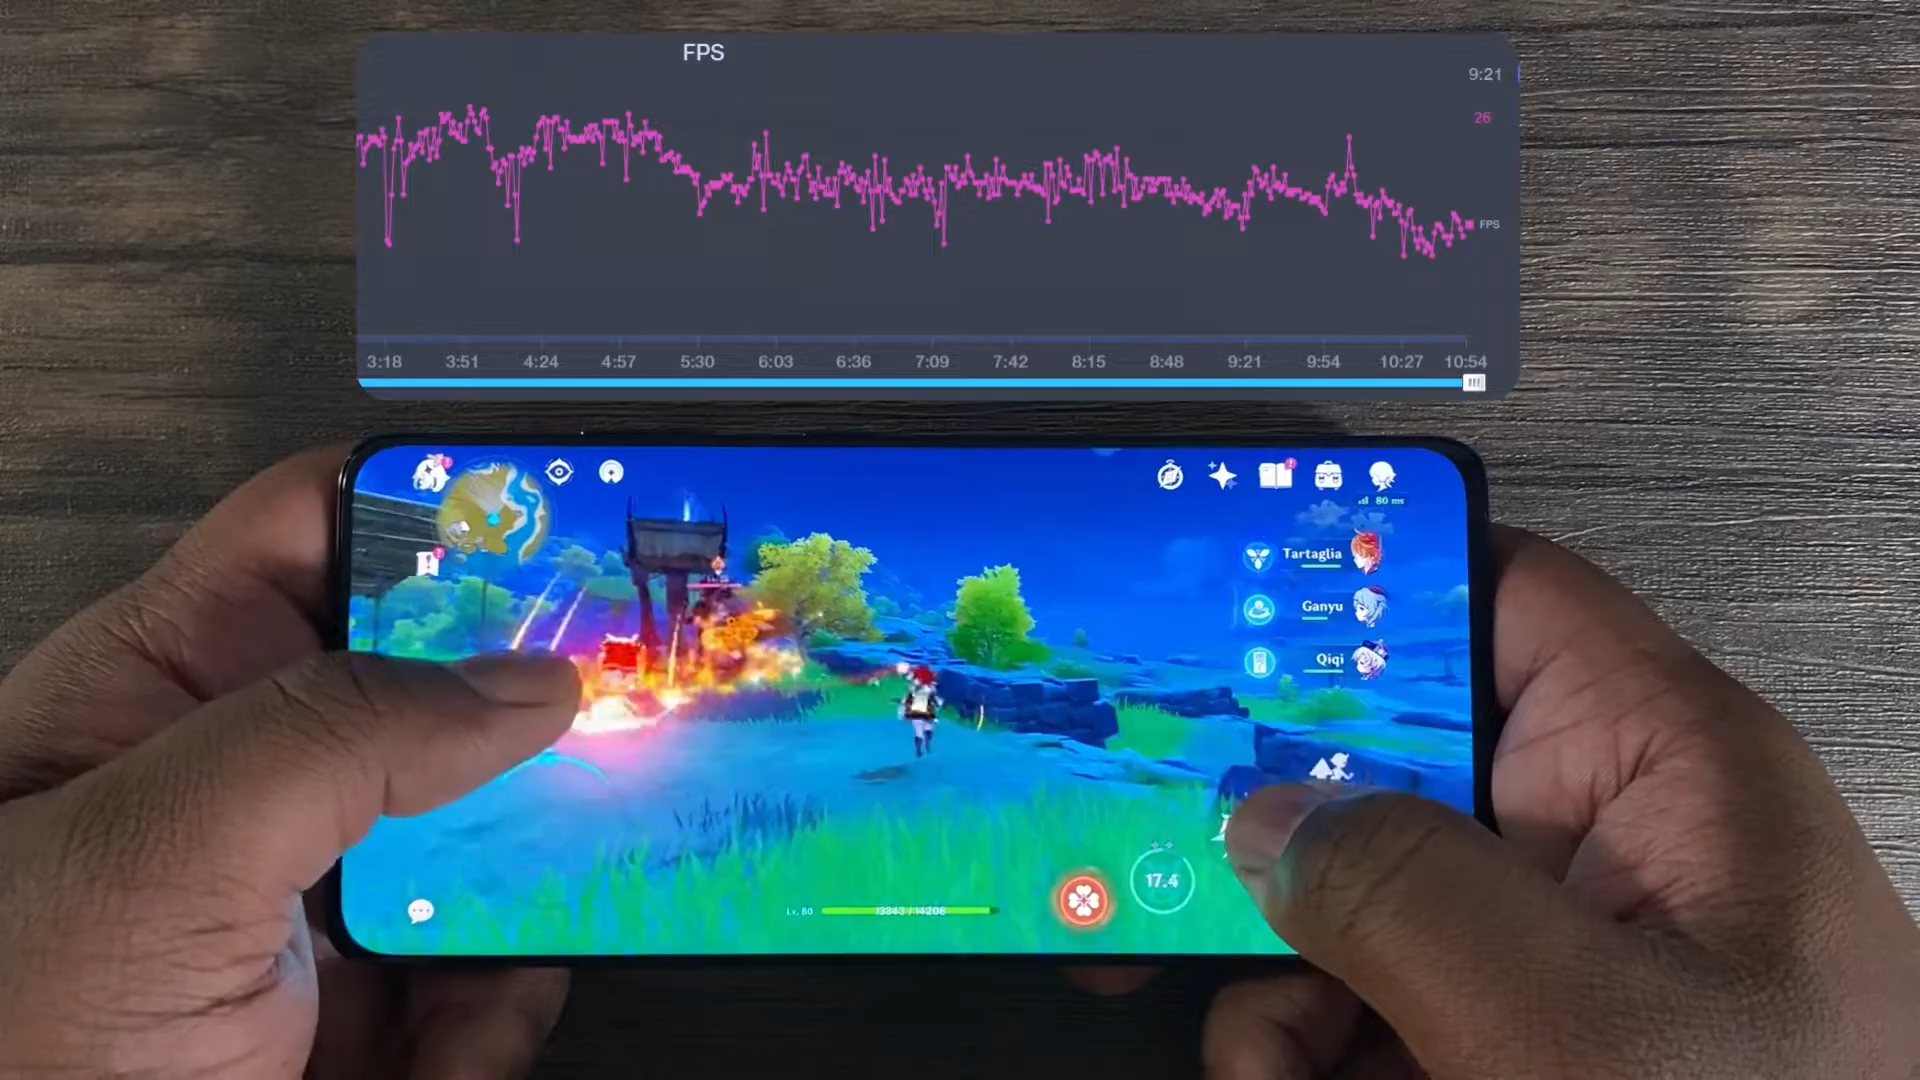 FPS
9:21
26
FPS
3:18 3:51 4:24 4:57 5:30 6:03 6:36 7:09 7:42 8:15 8:48 9:21 9:54 10:27 10:54
80 ms
Tartaglia
Ganyu
Qiqi
17.4
Lv. 80 13343 / 14208